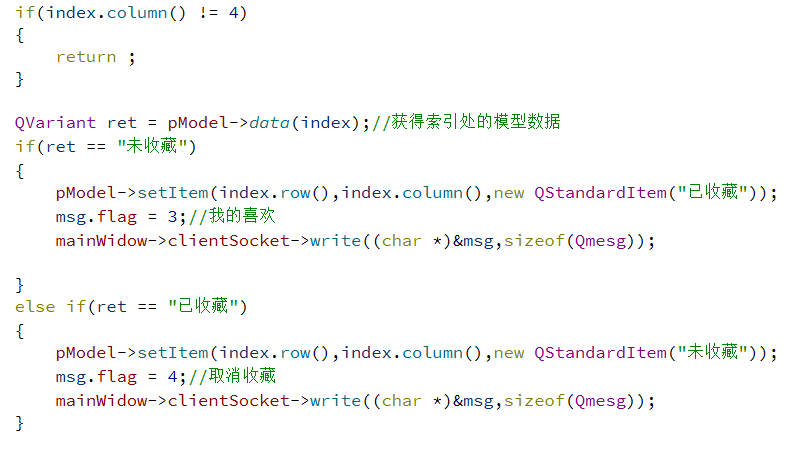 if(index.column() != 4)
{
    return ;
}

QVariant ret = pModel->data(index);//获得索引处的模型数据
if(ret == "未收藏")
{
    pModel->setItem(index.row(),index.column(),new QStandardItem("已收藏"));
    msg.flag = 3;//我的喜欢
    mainWidow->clientSocket->write((char *)&msg,sizeof(Qmesg));

}
else if(ret == "已收藏")
{
    pModel->setItem(index.row(),index.column(),new QStandardItem("未收藏"));
    msg.flag = 4;//取消收藏
    mainWidow->clientSocket->write((char *)&msg,sizeof(Qmesg));
}